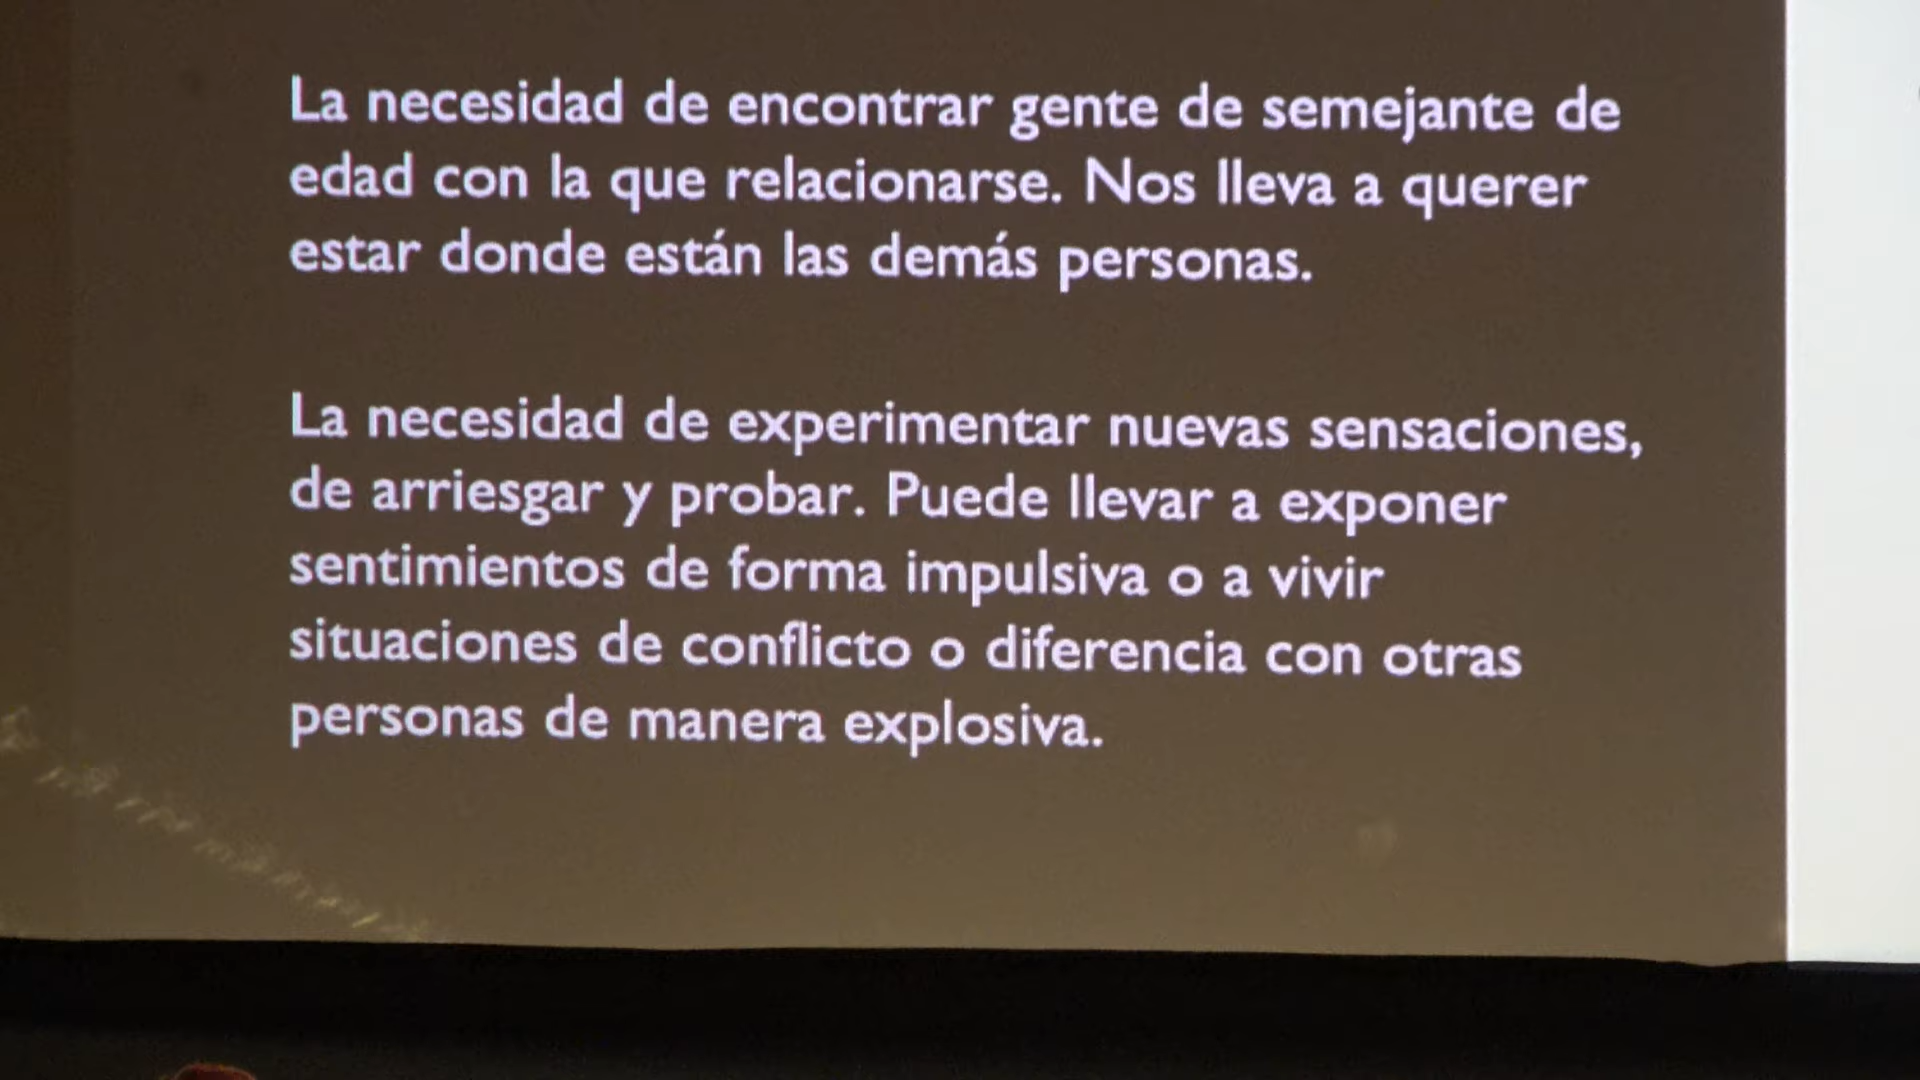 La necesidad de encontrar gente de semejante de
edad con la que relacionarse. Nos lleva a querer
estar donde están las demás personas.
La necesidad de experimentar nuevas sensaciones,
de arriesgar y probar. Puede llevar a exponer
sentimientos de forma impulsiva o a vivir
situaciones de conflicto o diferencia con otras
personas de manera explosiva.